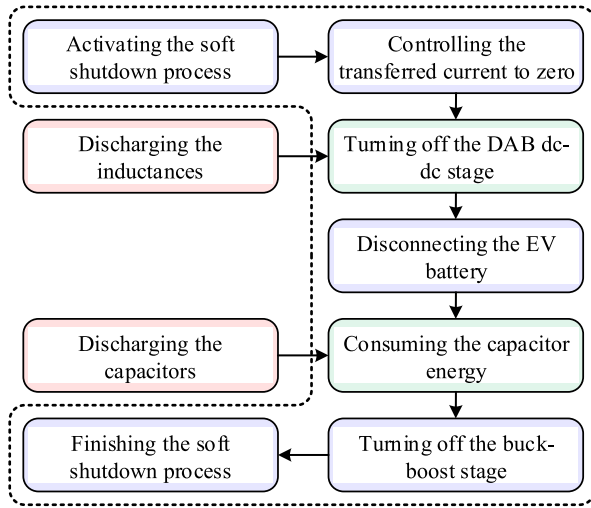 Activating the soft
shutdown process
Controlling the
transferred current to zero
Discharging the
inductances
Turning off the DAB dc-
dc stage
Disconnecting the EV
battery
Discharging the
capacitors
Consuming the capacitor
energy
Finishing the soft
shutdown process
Turning off the buck-
boost stage